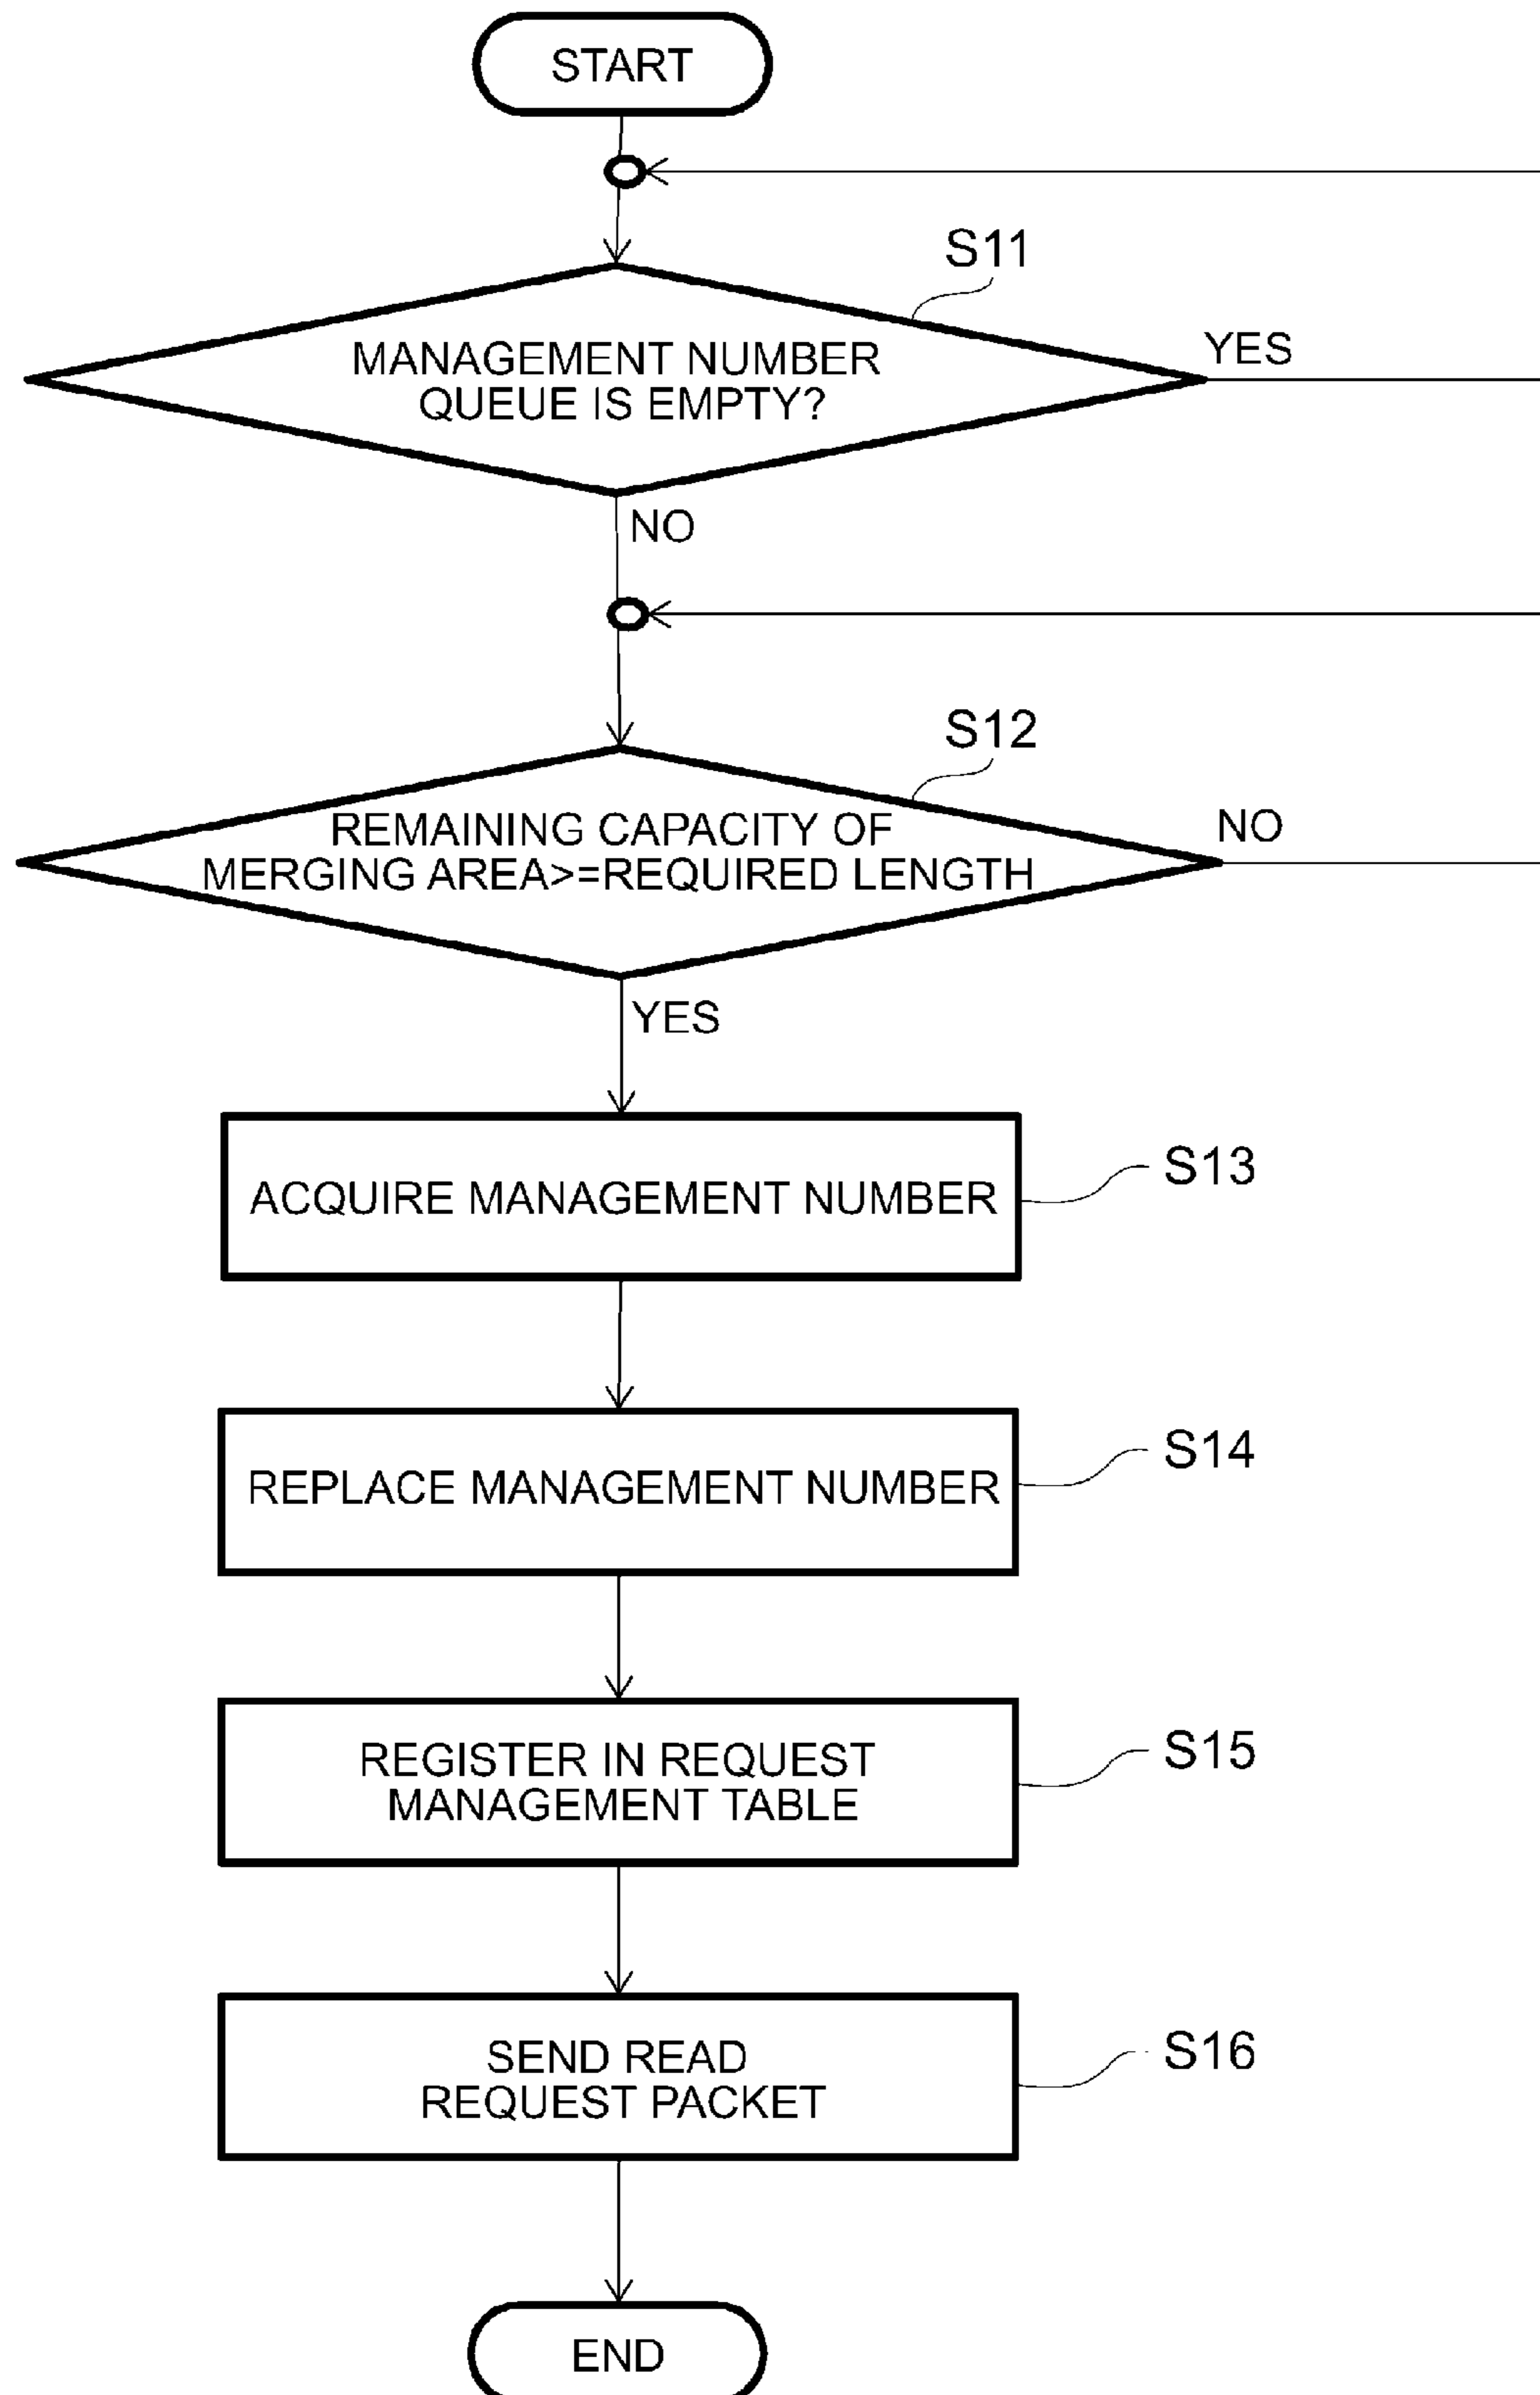 START
S11
MANAGEMENT NUMBER
QUEUE IS EMPTY?
YES
NO
S12
REMAINING CAPACITY OF
MERGING AREA>=REQUIRED LENGTH
NO
YES
ACQUIRE MANAGEMENT NUMBER
S13
REPLACE MANAGEMENT NUMBER
S14
REGISTER IN REQUEST
MANAGEMENT TABLE
S15
SEND READ
REQUEST PACKET
S16
END